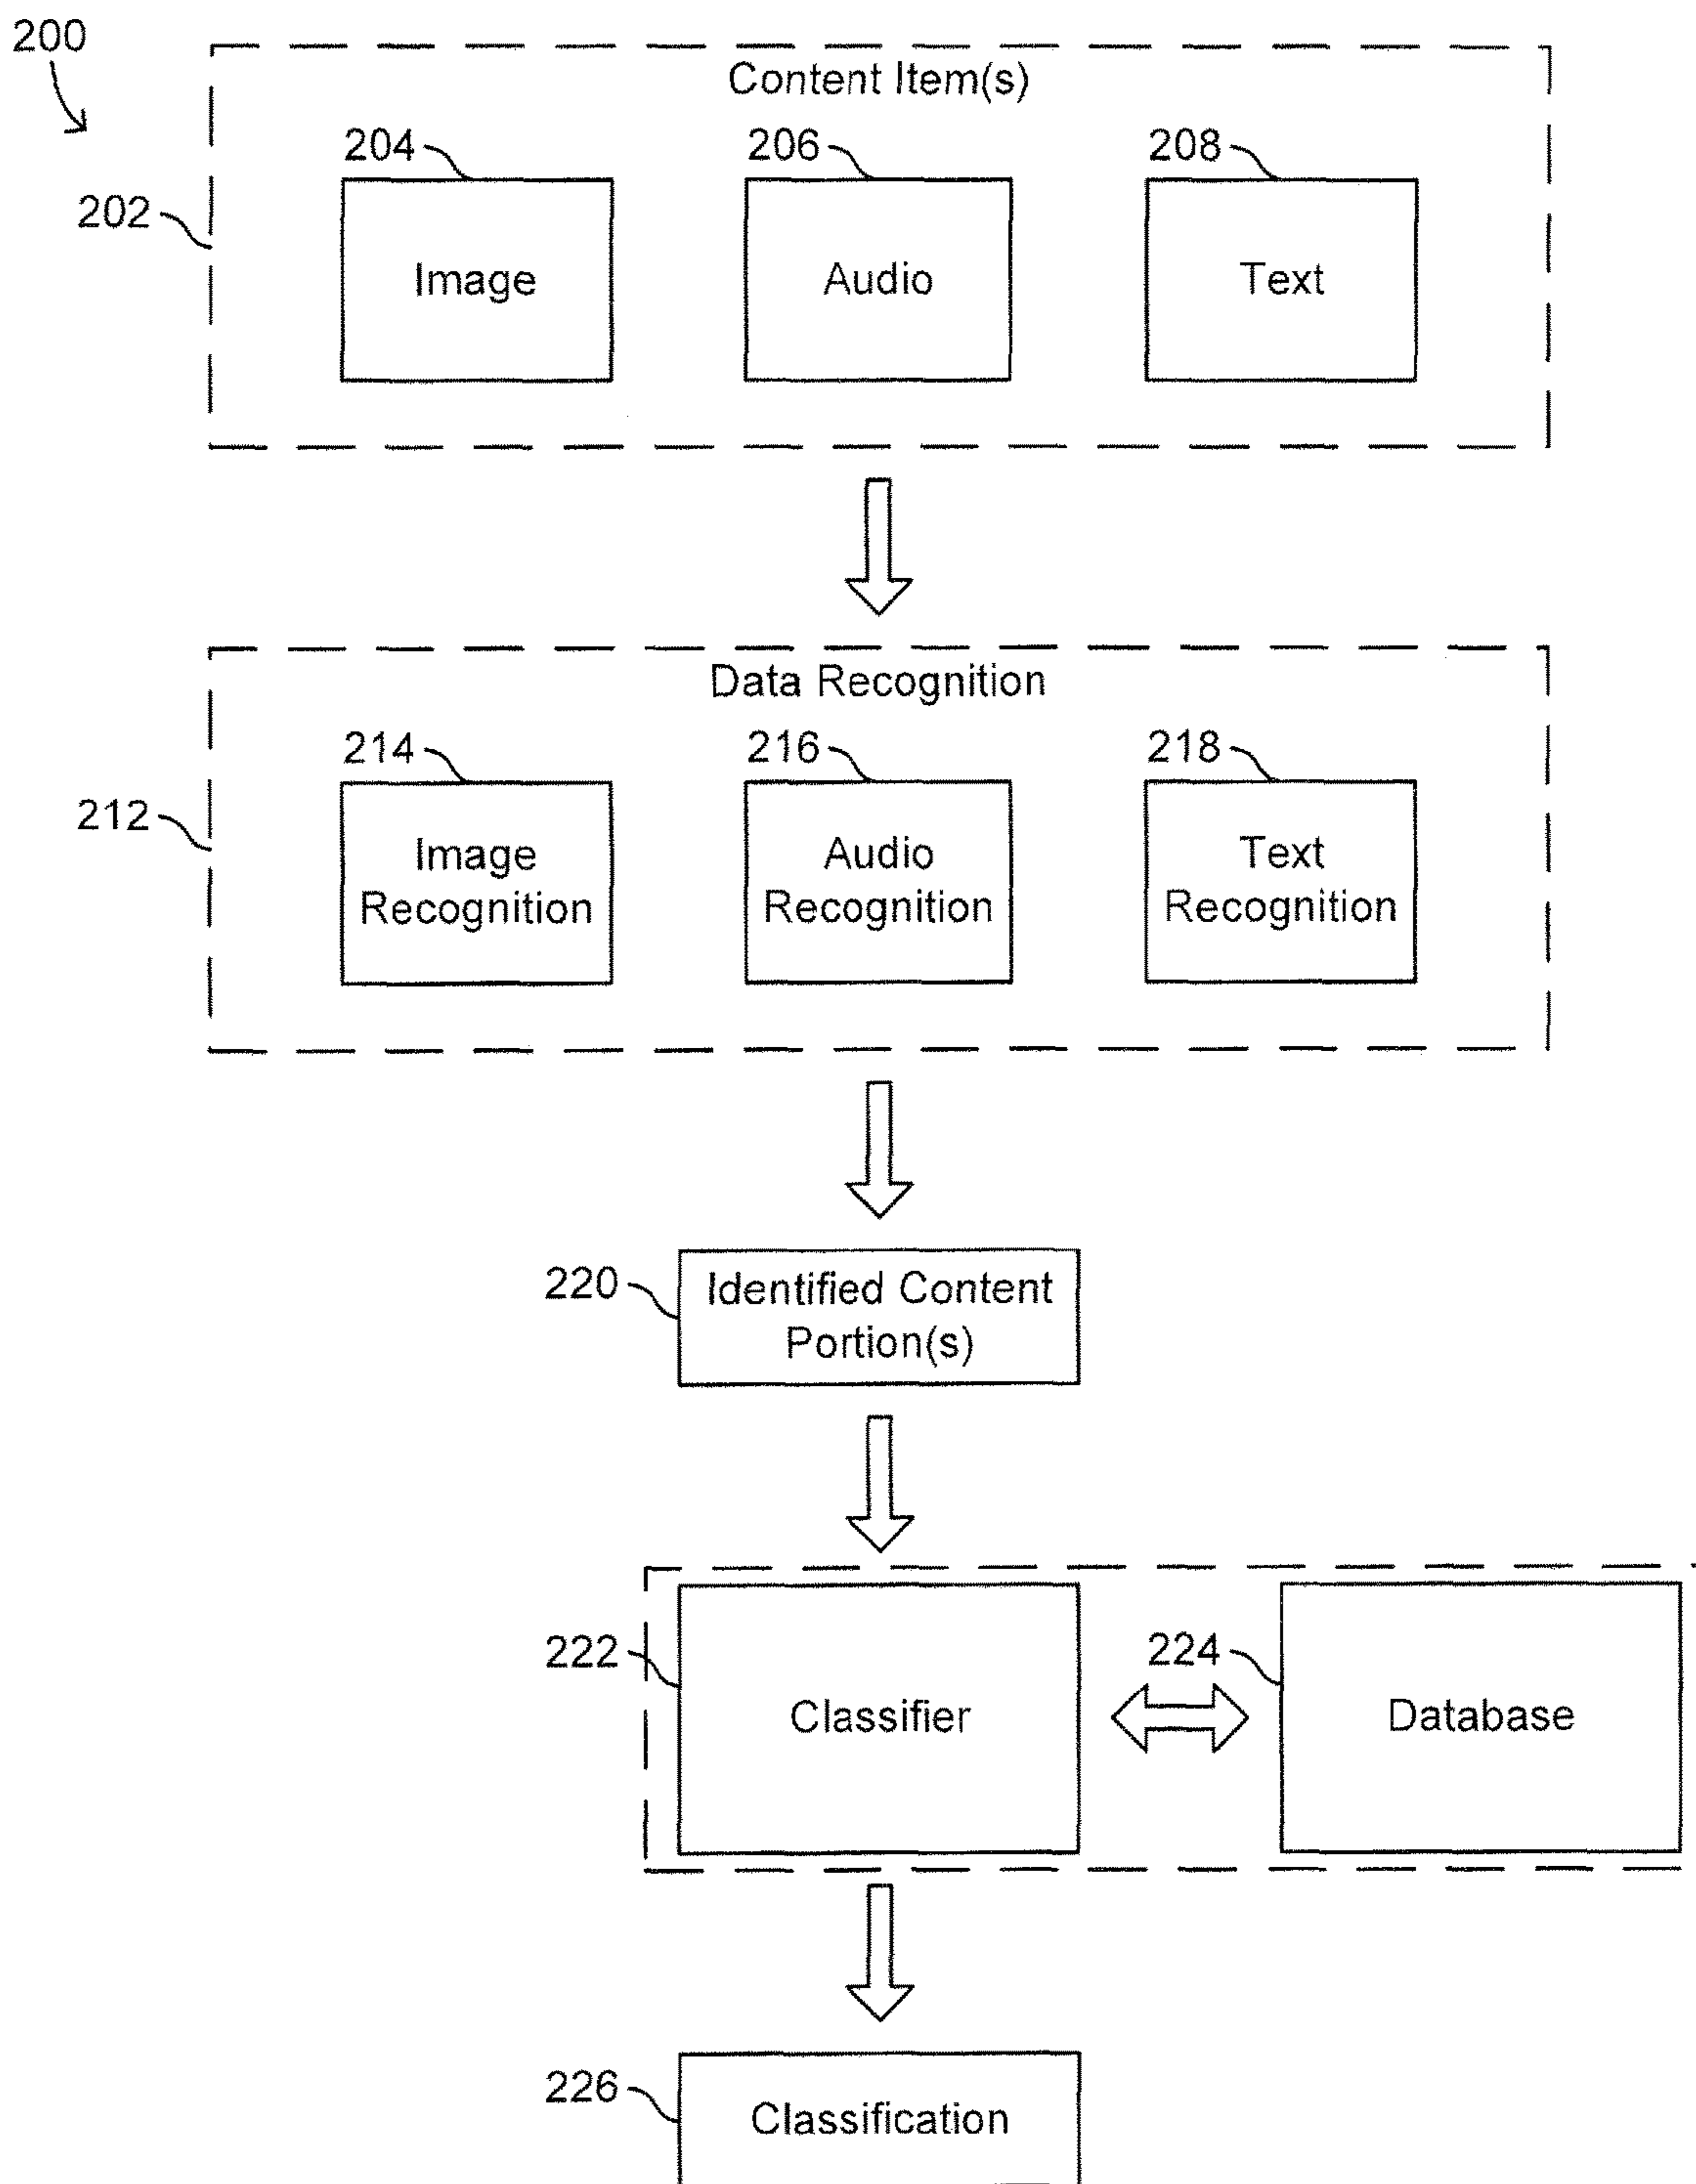 200
Content Item(s)
204 206 208
202
Image Audio Text
Data Recognition
214 216 218
212
Image
Recognition
Audio
Recognition
Text
Recognition
220
Identified Content
Portion(s)
222
224
Classifier
Database
226
Classification